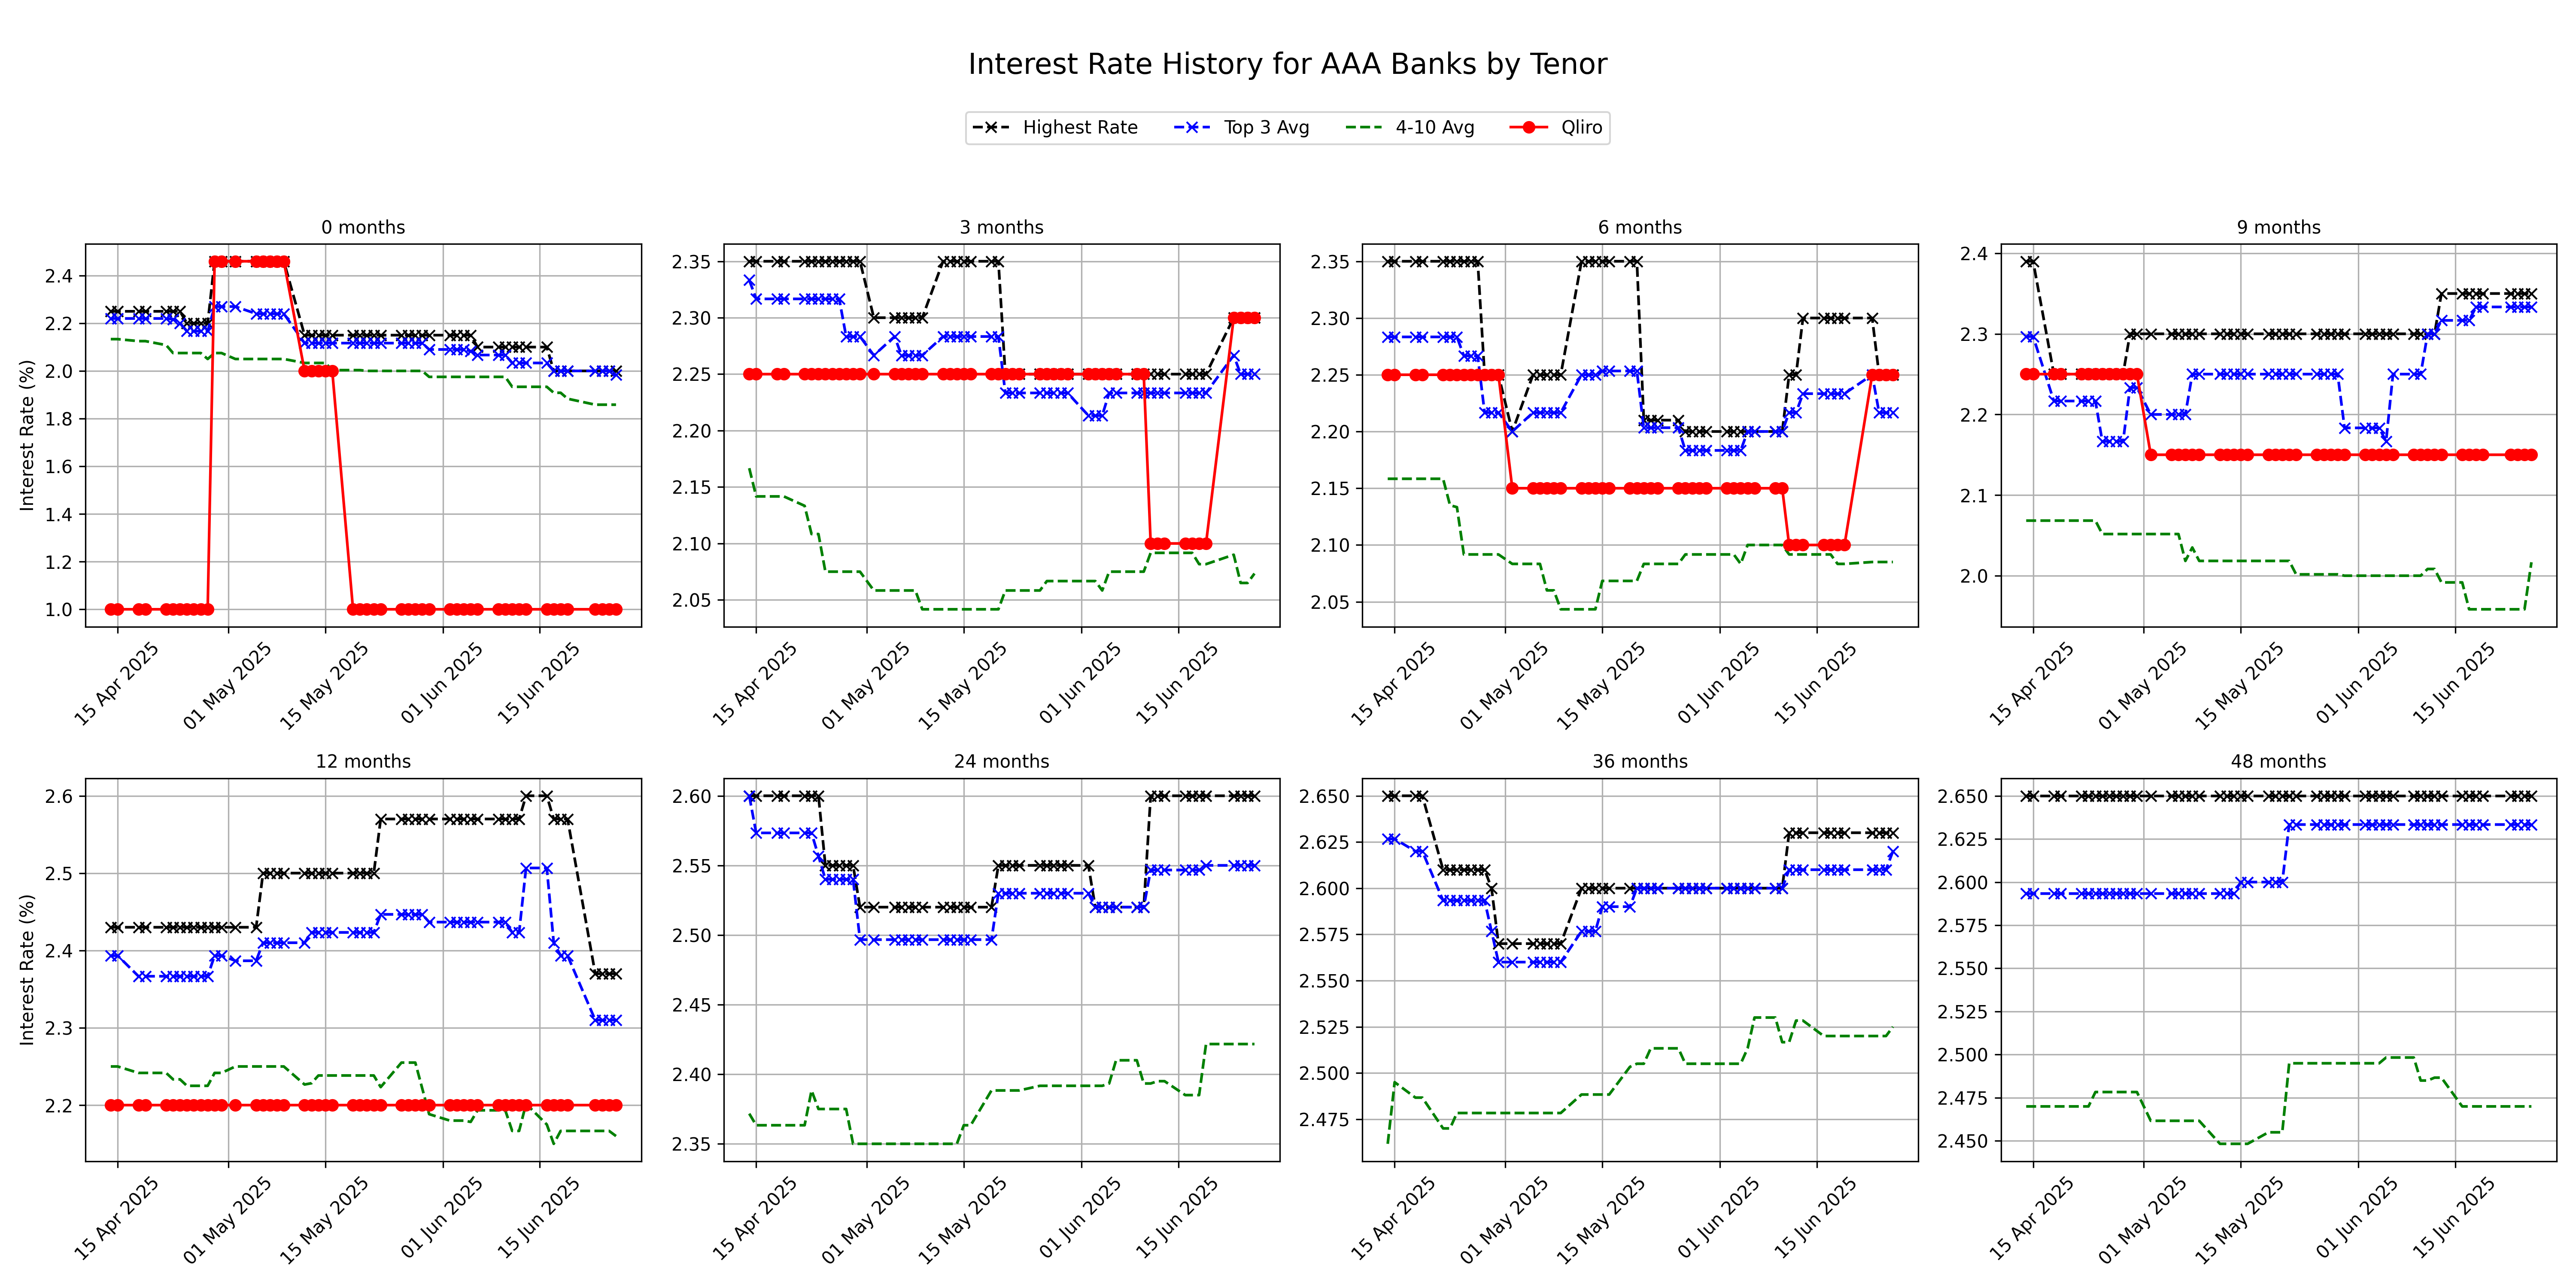 Interest Rate History for AAA Banks by Tenor
Highest Rate Top 3 Avg 4-10 Avg Qliro
0 months
Interest Rate (%)
2.4
2.2
2.0
1.8
1.6
1.4
1.2
1.0
15 Apr 2025 01 May 2025 15 May 2025 01 Jun 2025 15 Jun 2025
3 months
2.35
2.30
2.25
2.20
2.15
2.10
2.05
15 Apr 2025 01 May 2025 15 May 2025 01 Jun 2025 15 Jun 2025
6 months
2.35
2.30
2.25
2.20
2.15
2.10
2.05
15 Apr 2025 01 May 2025 15 May 2025 01 Jun 2025 15 Jun 2025
9 months
2.4
2.3
2.2
2.1
2.0
15 Apr 2025 01 May 2025 15 May 2025 01 Jun 2025 15 Jun 2025
12 months
Interest Rate (%)
2.6
2.5
2.4
2.3
2.2
15 Apr 2025 01 May 2025 15 May 2025 01 Jun 2025 15 Jun 2025
24 months
2.60
2.55
2.50
2.45
2.40
2.35
15 Apr 2025 01 May 2025 15 May 2025 01 Jun 2025 15 Jun 2025
36 months
2.650
2.625
2.600
2.575
2.550
2.525
2.500
2.475
15 Apr 2025 01 May 2025 15 May 2025 01 Jun 2025 15 Jun 2025
48 months
2.650
2.625
2.600
2.575
2.550
2.525
2.500
2.475
2.450
15 Apr 2025 01 May 2025 15 May 2025 01 Jun 2025 15 Jun 2025